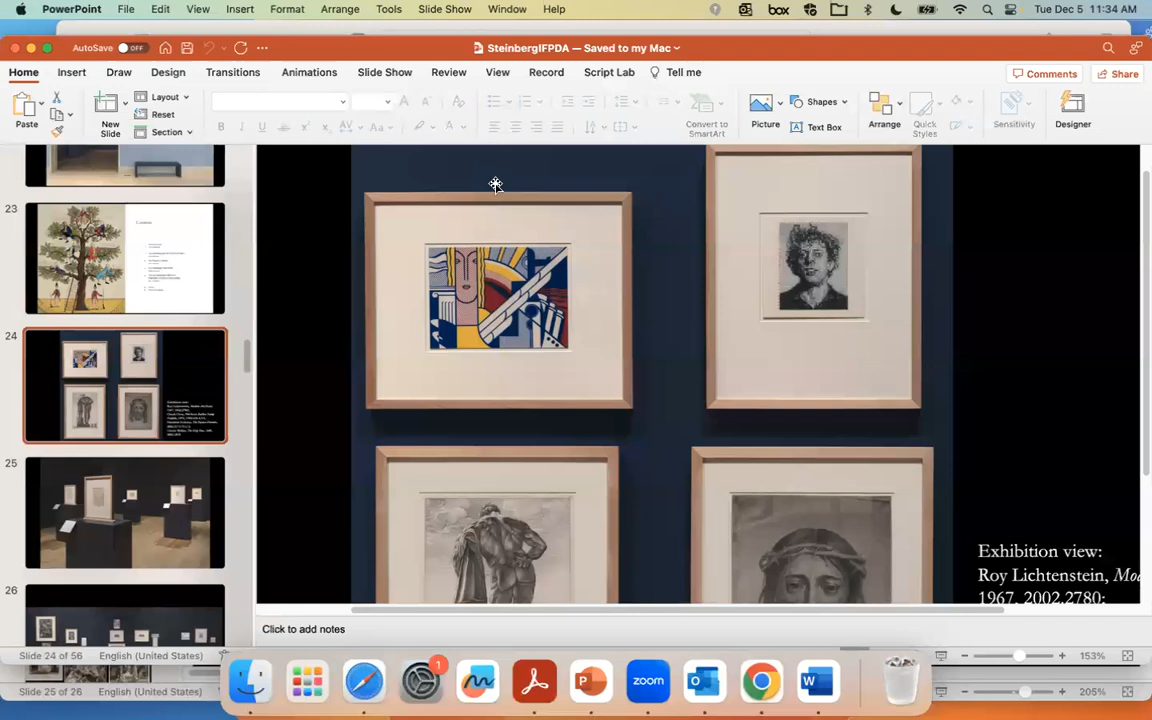 PowerPoint File Edit View Insert Format Arrange Tools Slide Show Window Help box Tue Dec 5 11:34 AM
AutoSave OFF SteinbergIFPDA — Saved to my Mac
Home Insert Draw Design Transitions Animations Slide Show Review View Record Script Lab Tell me Comments Share
Paste New Slide Layout Reset Section B I U Aa A Convert to SmartArt Picture Shapes Text Box Arrange Quick Styles Sensitivity Designer
23
24
25
26
Exhibition view:
Roy Lichtenstein, Mod
1967, 2002.2780;
Click to add notes
Slide 24 of 56 English (United States) 153%
Slide 25 of 26 English (United States) 205%
1
zoom